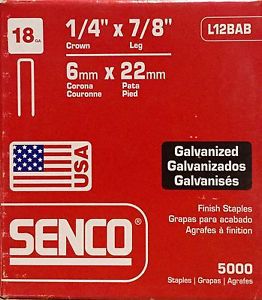 18 GA
1/4" x 7/8"
Crown Leg
6mm x 22mm
Corona Pata
Couronne Pied
L12BAB
USA
Galvanized
Galvanizados
Galvanisés
Finish Staples
Grapas para acabado
Agrafes à finition
SENCO®
5000
Staples | Grapas | Agrafes